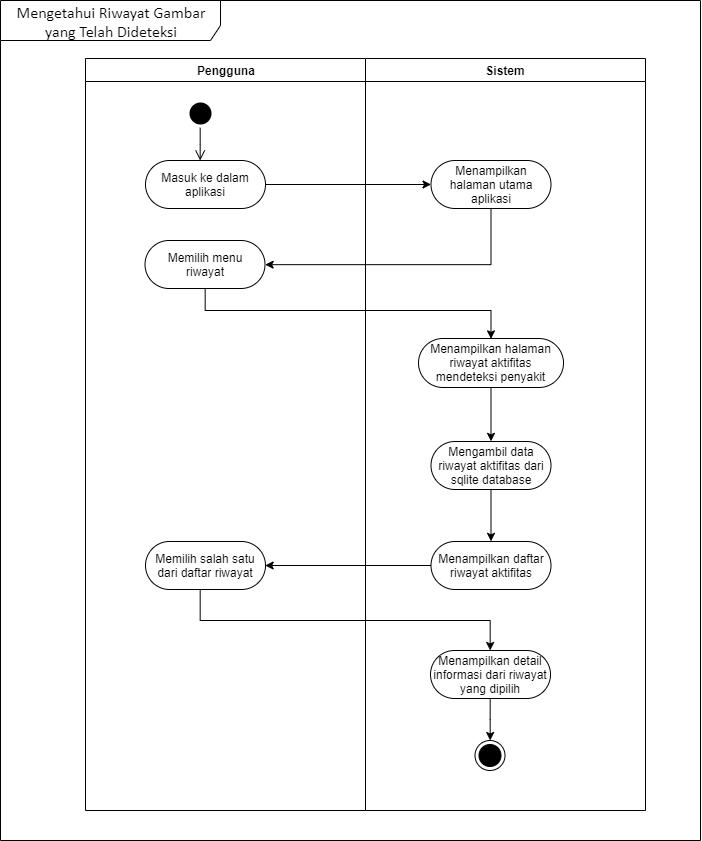 Mengetahui Riwayat Gambar
yang Telah Dideteksi
Pengguna
Sistem
Masuk ke dalam
aplikasi
Menampilkan
halaman utama
aplikasi
Memilih menu
riwayat
Menampilkan halaman
riwayat aktifitas
mendeteksi penyakit
Mengambil data
riwayat aktifitas dari
sqlite database
Menampilkan daftar
riwayat aktifitas
Memilih salah satu
dari daftar riwayat
Menampilkan detail
informasi dari riwayat
yang dipilih